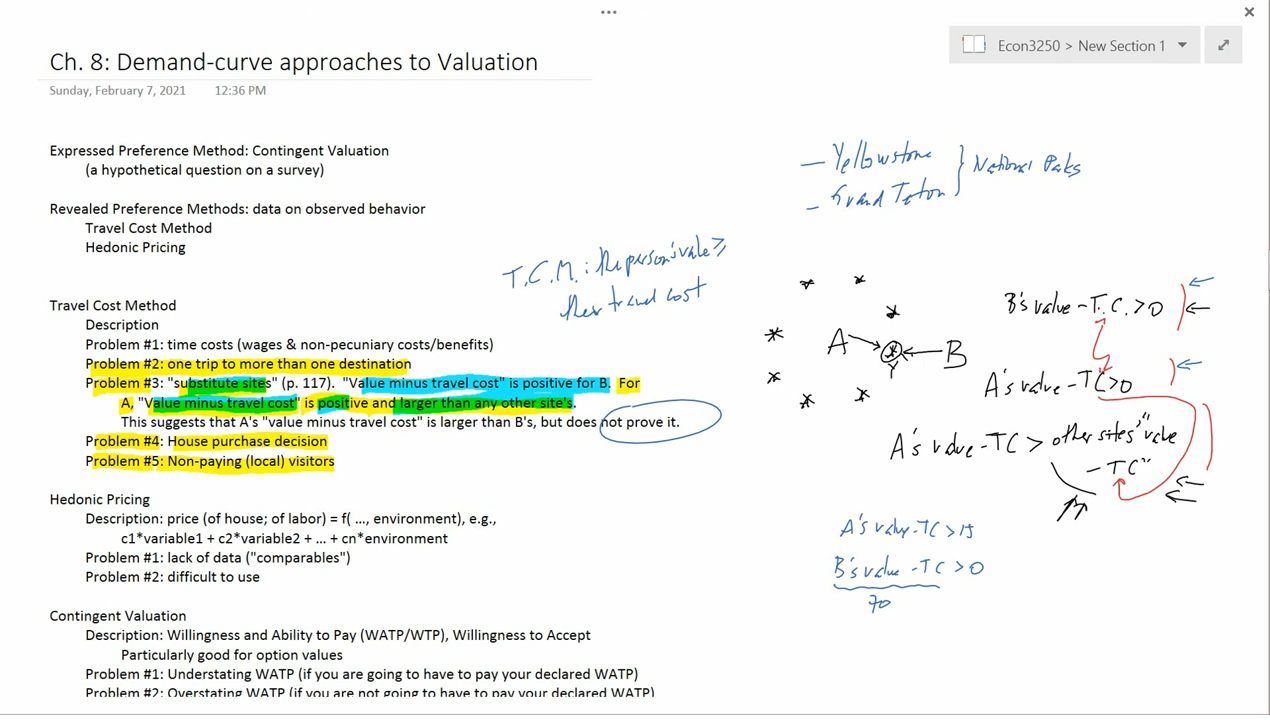 Econ3250 > New Section 1
Ch. 8: Demand-curve approaches to Valuation
Sunday, February 7, 2021 12:36 PM
Expressed Preference Method: Contingent Valuation
(a hypothetical question on a survey)
Revealed Preference Methods: data on observed behavior
Travel Cost Method
Hedonic Pricing
Travel Cost Method
Description
Problem #1: time costs (wages & non-pecuniary costs/benefits)
Problem #2: one trip to more than one destination
Problem #3: "substitute sites" (p. 117). "Value minus travel cost" is positive for B. For
A, "Value minus travel cost" is positive and larger than any other site's.
This suggests that A's "value minus travel cost" is larger than B's, but does not prove it.
Problem #4: House purchase decision
Problem #5: Non-paying (local) visitors
Hedonic Pricing
Description: price (of house; of labor) = f( ..., environment), e.g.,
c1*variable1 + c2*variable2 + ... + cn*environment
Problem #1: lack of data ("comparables")
Problem #2: difficult to use
Contingent Valuation
Description: Willingness and Ability to Pay (WATP/WTP), Willingness to Accept
Particularly good for option values
Problem #1: Understating WATP (if you are going to have to pay your declared WATP)
Problem #2: Overstating WATP (if you are not going to have to pay your declared WATP)
T.C.M.: the person's value ≥
their travel cost
– Yellowstone
– Grand Teton
National Parks
A
B
Y
B's value - T.C. > 0
A's value - TC > 0
A's value - TC > other sites' "value
- TC"
A's value - TC > 15
B's value - TC > 0
70